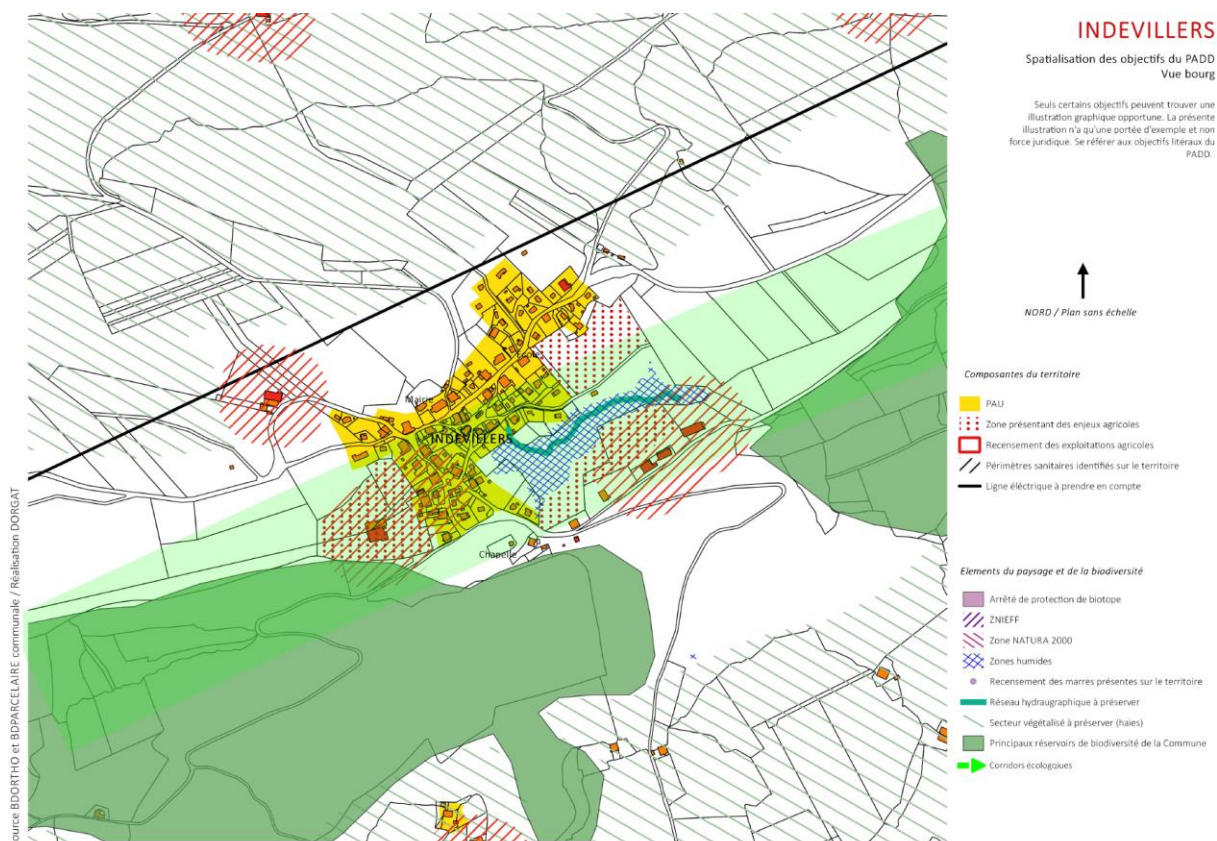 INDEVILLERS
Spatialisation des objectifs du PADD
Vue bourg
Seuls certains objectifs peuvent trouver une
illustration graphique opportune. La présente
illustration n'a qu'une portée d'exemple et non
force juridique. Se référer aux objectifs litéraux du
PADD.
NORD / Plan sans échelle
Composantes du territoire
PAU
Zone présentant des enjeux agricoles
Recensement des exploitations agricoles
Périmètres sanitaires identifiés sur le territoire
Ligne éléctrique à prendre en compte
Elements du paysage et de la biodiversité
Arrêté de protection de biotope
ZNIEFF
Zone NATURA 2000
Zones humides
Recensement des marres présentes sur le territoire
Réseau hydraugraphique à préserver
Secteur végétalisé à préserver (haies)
Principaux réservoirs de biodiversité de la Commune
Corridors écologiques
Ecole
Mairie
INDEVILLERS
Chapelle
ource BDORTHO et BDPARCLAIRE communale / Réalisation DORGAT